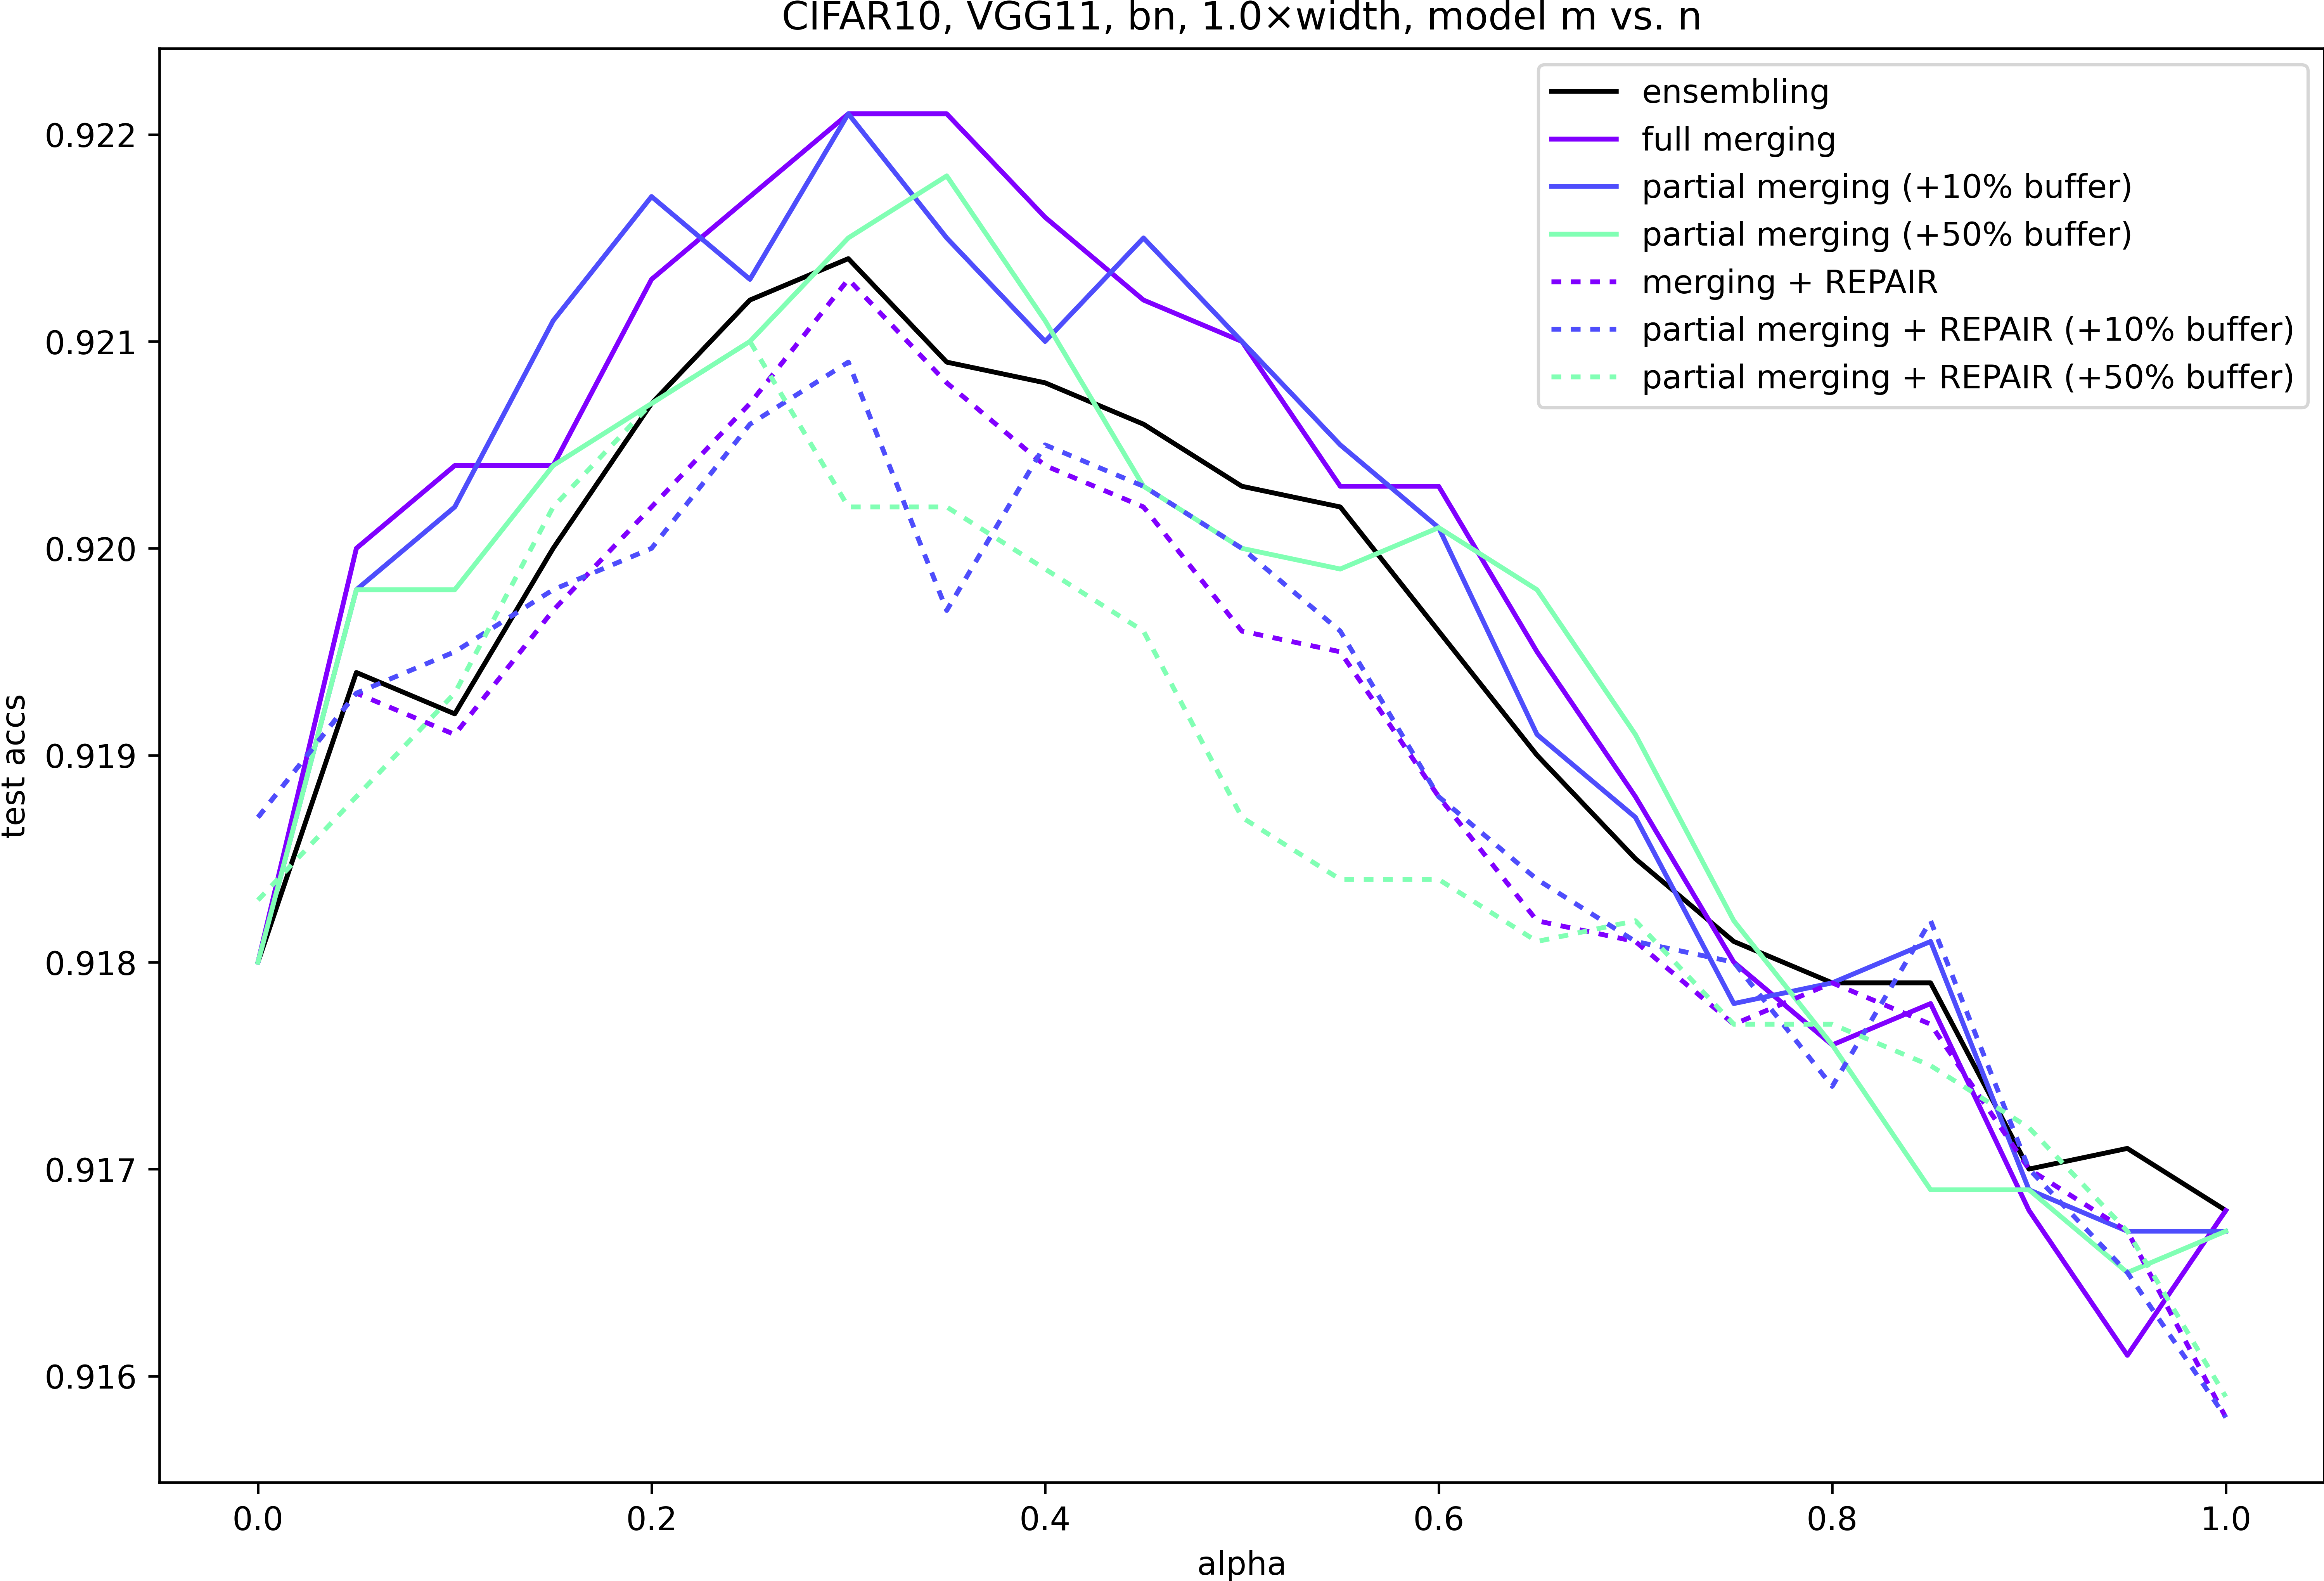 CIFAR10, VGG11, bn, 1.0×width, model m vs. n
ensembling
full merging
partial merging (+10% buffer)
partial merging (+50% buffer)
merging + REPAIR
partial merging + REPAIR (+10% buffer)
partial merging + REPAIR (+50% buffer)
test accs
0.922
0.921
0.920
0.919
0.918
0.917
0.916
0.0 0.2 0.4 0.6 0.8 1.0
alpha